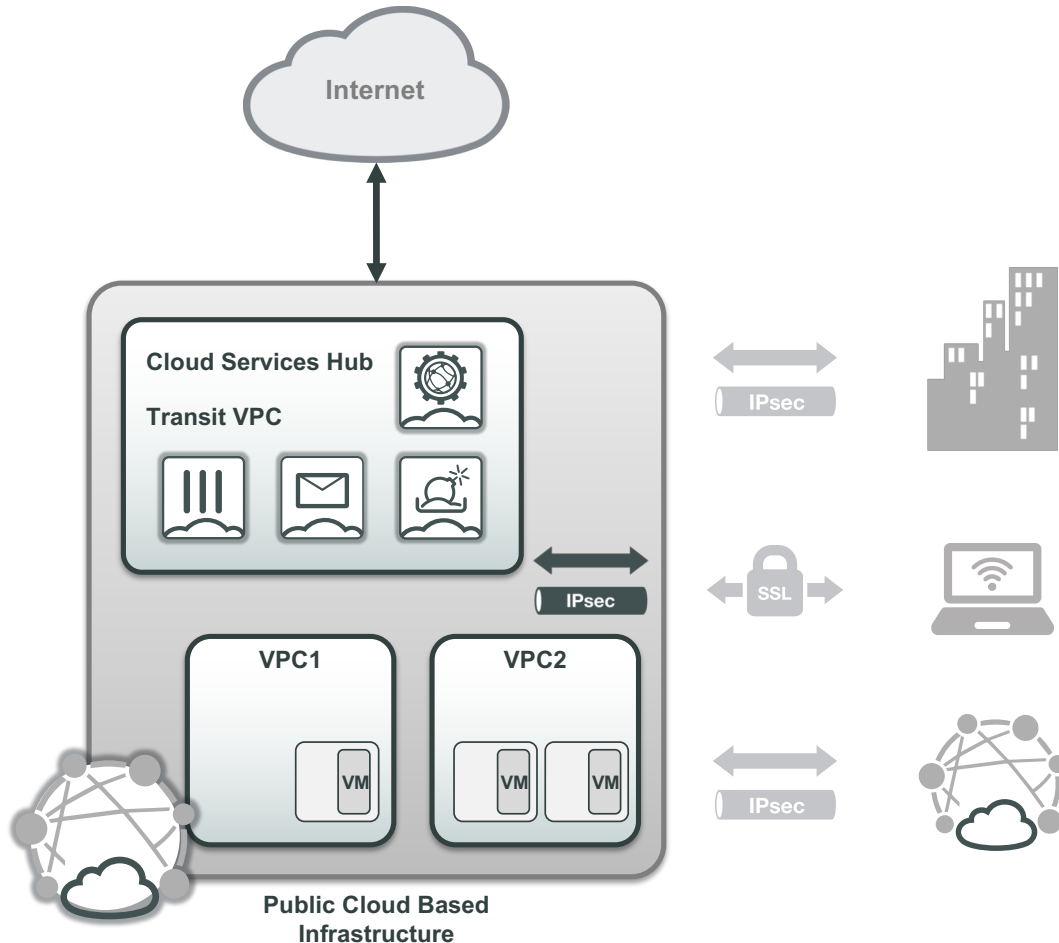 Internet
Cloud Services Hub
Transit VPC
IPsec
SSL
IPsec
VPC1
VPC2
VM
VM
VM
IPsec
Public Cloud Based
Infrastructure